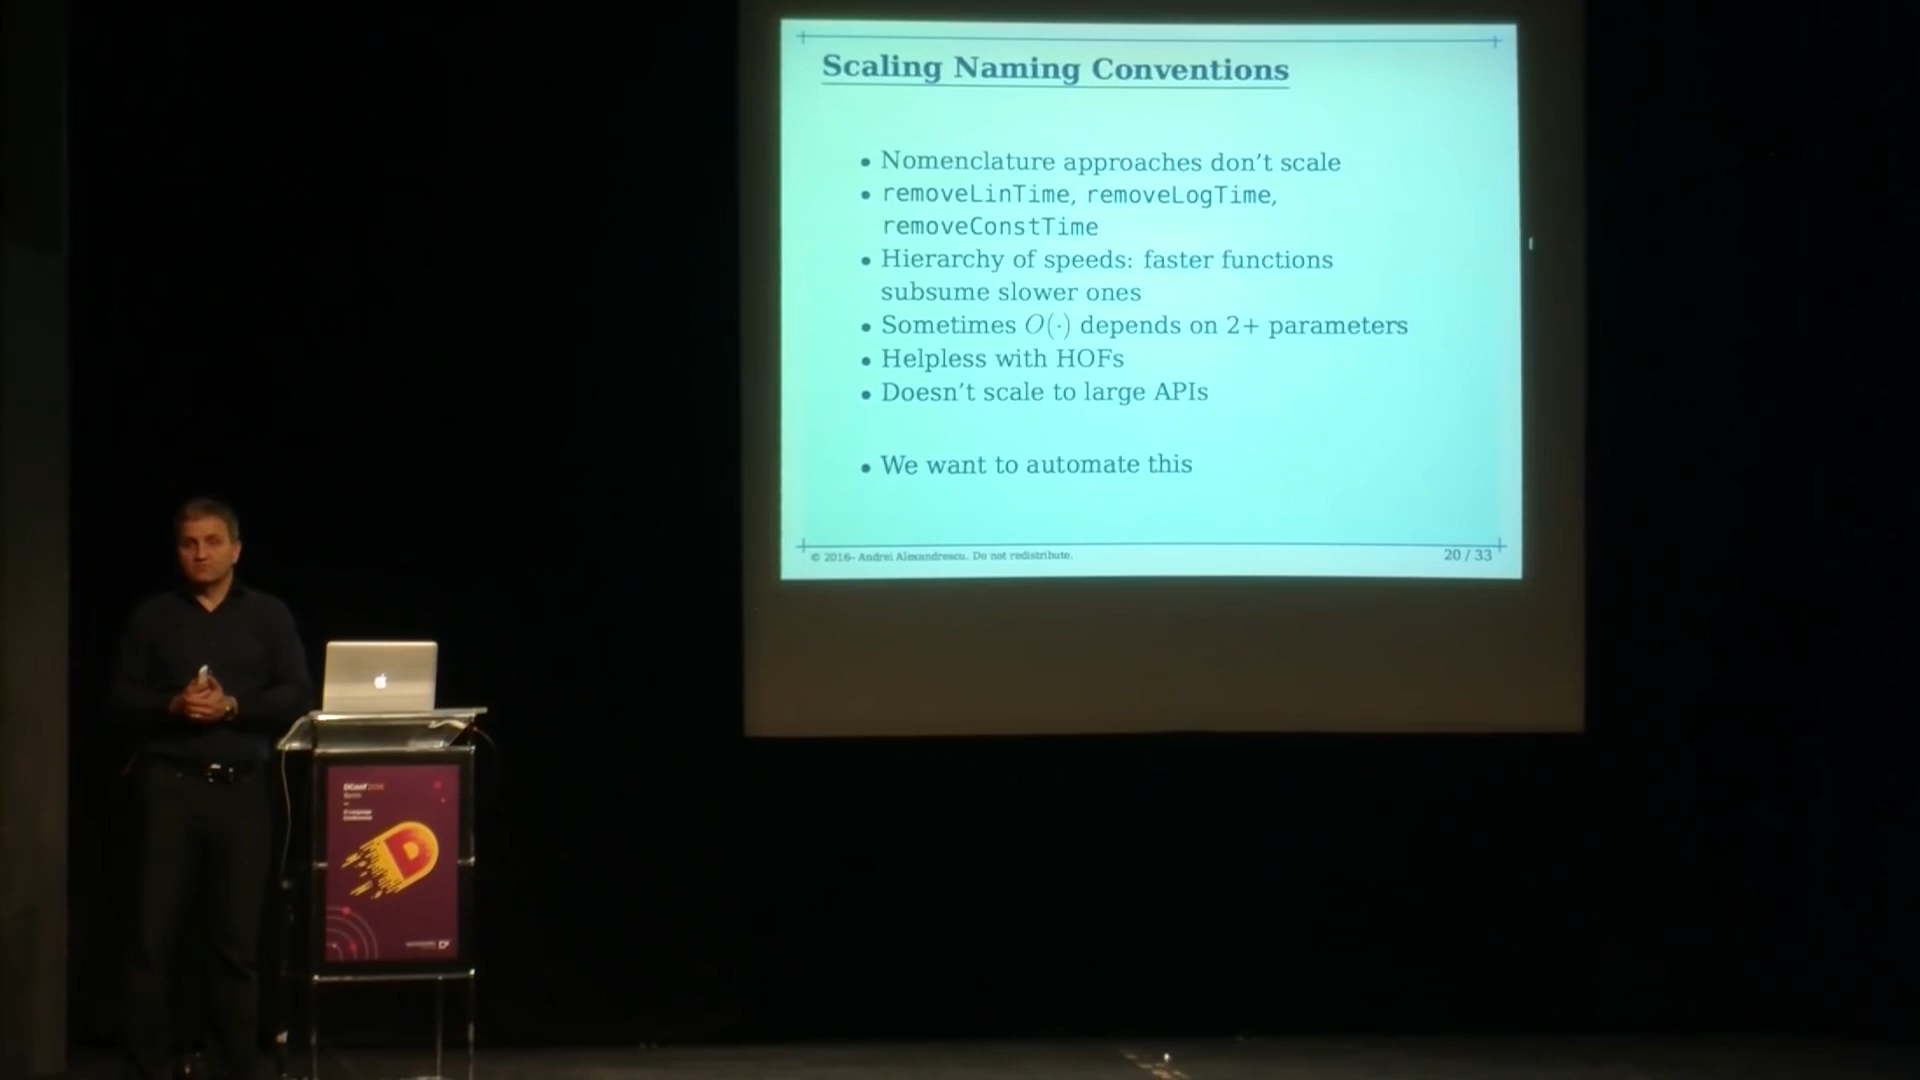 Scaling Naming Conventions
• Nomenclature approaches don't scale
• removeLinTime, removeLogTime,
removeConstTime
• Hierarchy of speeds: faster functions
subsume slower ones
• Sometimes O(·) depends on 2+ parameters
• Helpless with HOFs
• Doesn't scale to large APIs
• We want to automate this
© 2016– Andrei Alexandrescu. Do not redistribute.
20 / 33
DConf 2016
D